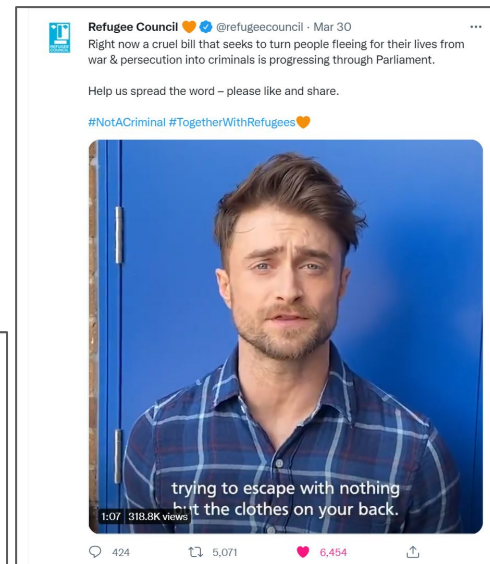 Refugee Council 🧡 @refugeecouncil · Mar 30
Right now a cruel bill that seeks to turn people fleeing for their lives from
war & persecution into criminals is progressing through Parliament.
Help us spread the word – please like and share.
#NotACriminal #TogetherWithRefugees🧡
REFUGEE
COUNCIL
trying to escape with nothing
but the clothes on your back.
1:07 318.8K views
424 5,071 6,454